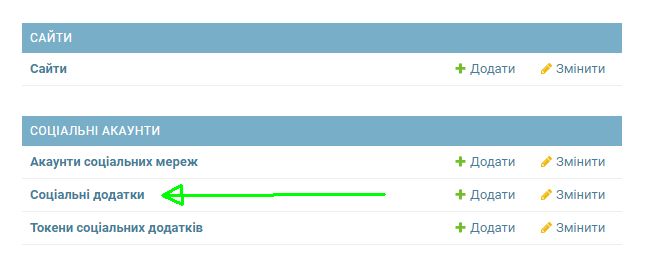 САЙТИ
Сайти Додати Змінити
СОЦІАЛЬНІ АКАУНТИ
Акаунти соціальних мереж Додати Змінити
Соціальні додатки Додати Змінити
Токени соціальних додатків Додати Змінити